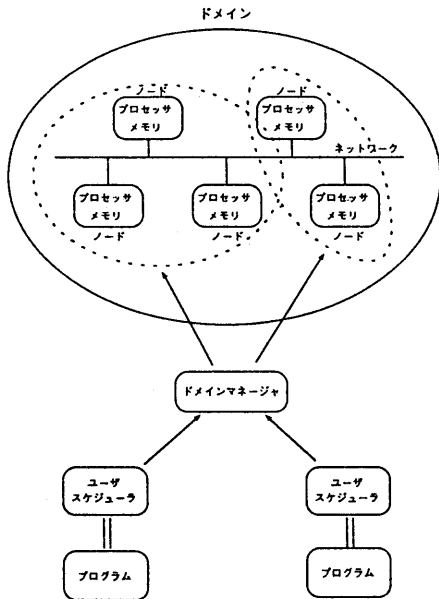 ドメイン
ノード
プロセッサ
メモリ
ノード
プロセッサ
メモリ
ネットワーク
プロセッサ
メモリ
ノード
プロセッサ
メモリ
ノード
プロセッサ
メモリ
ノード
ドメインマネージャ
ユーザ
スケジューラ
ユーザ
スケジューラ
プログラム
プログラム